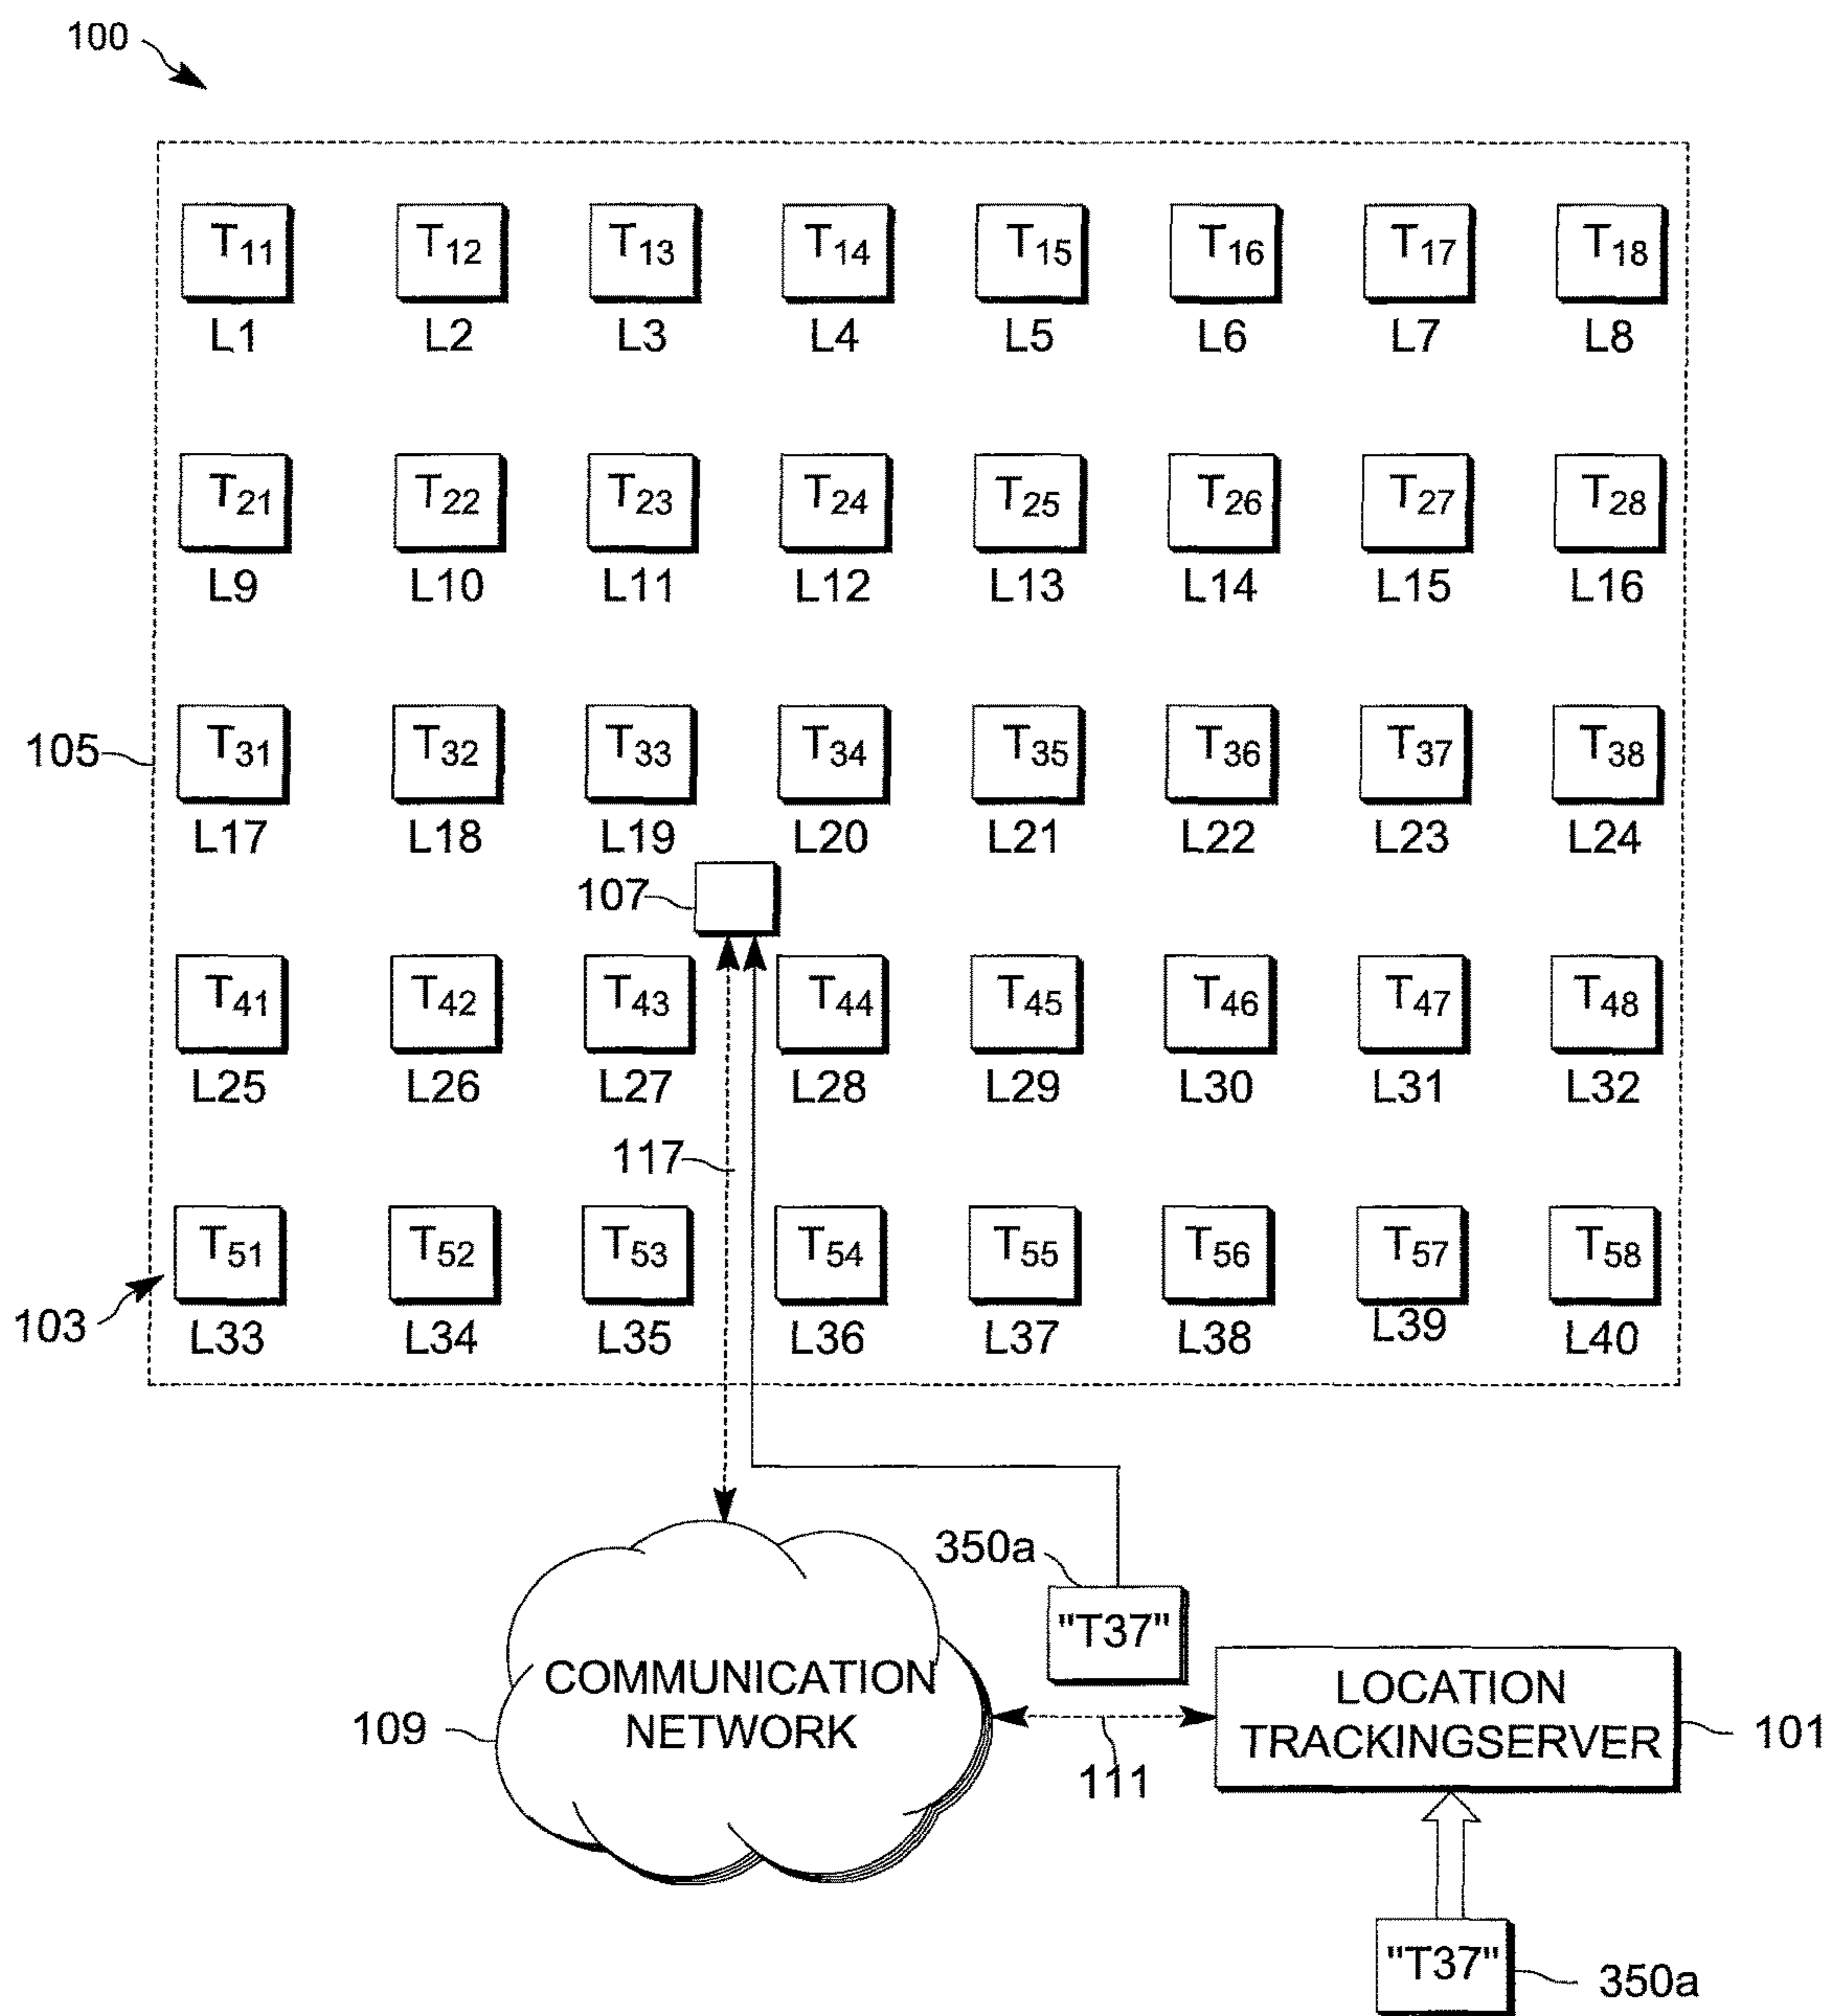 100
T11 T12 T13 T14 T15 T16 T17 T18
L1 L2 L3 L4 L5 L6 L7 L8
T21 T22 T23 T24 T25 T26 T27 T28
L9 L10 L11 L12 L13 L14 L15 L16
105 T31 T32 T33 T34 T35 T36 T37 T38
L17 L18 L19 L20 L21 L22 L23 L24
107
T41 T42 T43 T44 T45 T46 T47 T48
L25 L26 L27 L28 L29 L30 L31 L32
117
T51 T52 T53 T54 T55 T56 T57 T58
103 L33 L34 L35 L36 L37 L38 L39 L40
350a
"T37"
COMMUNICATION
NETWORK
109
111
LOCATION
TRACKINGSERVER
101
"T37"
350a